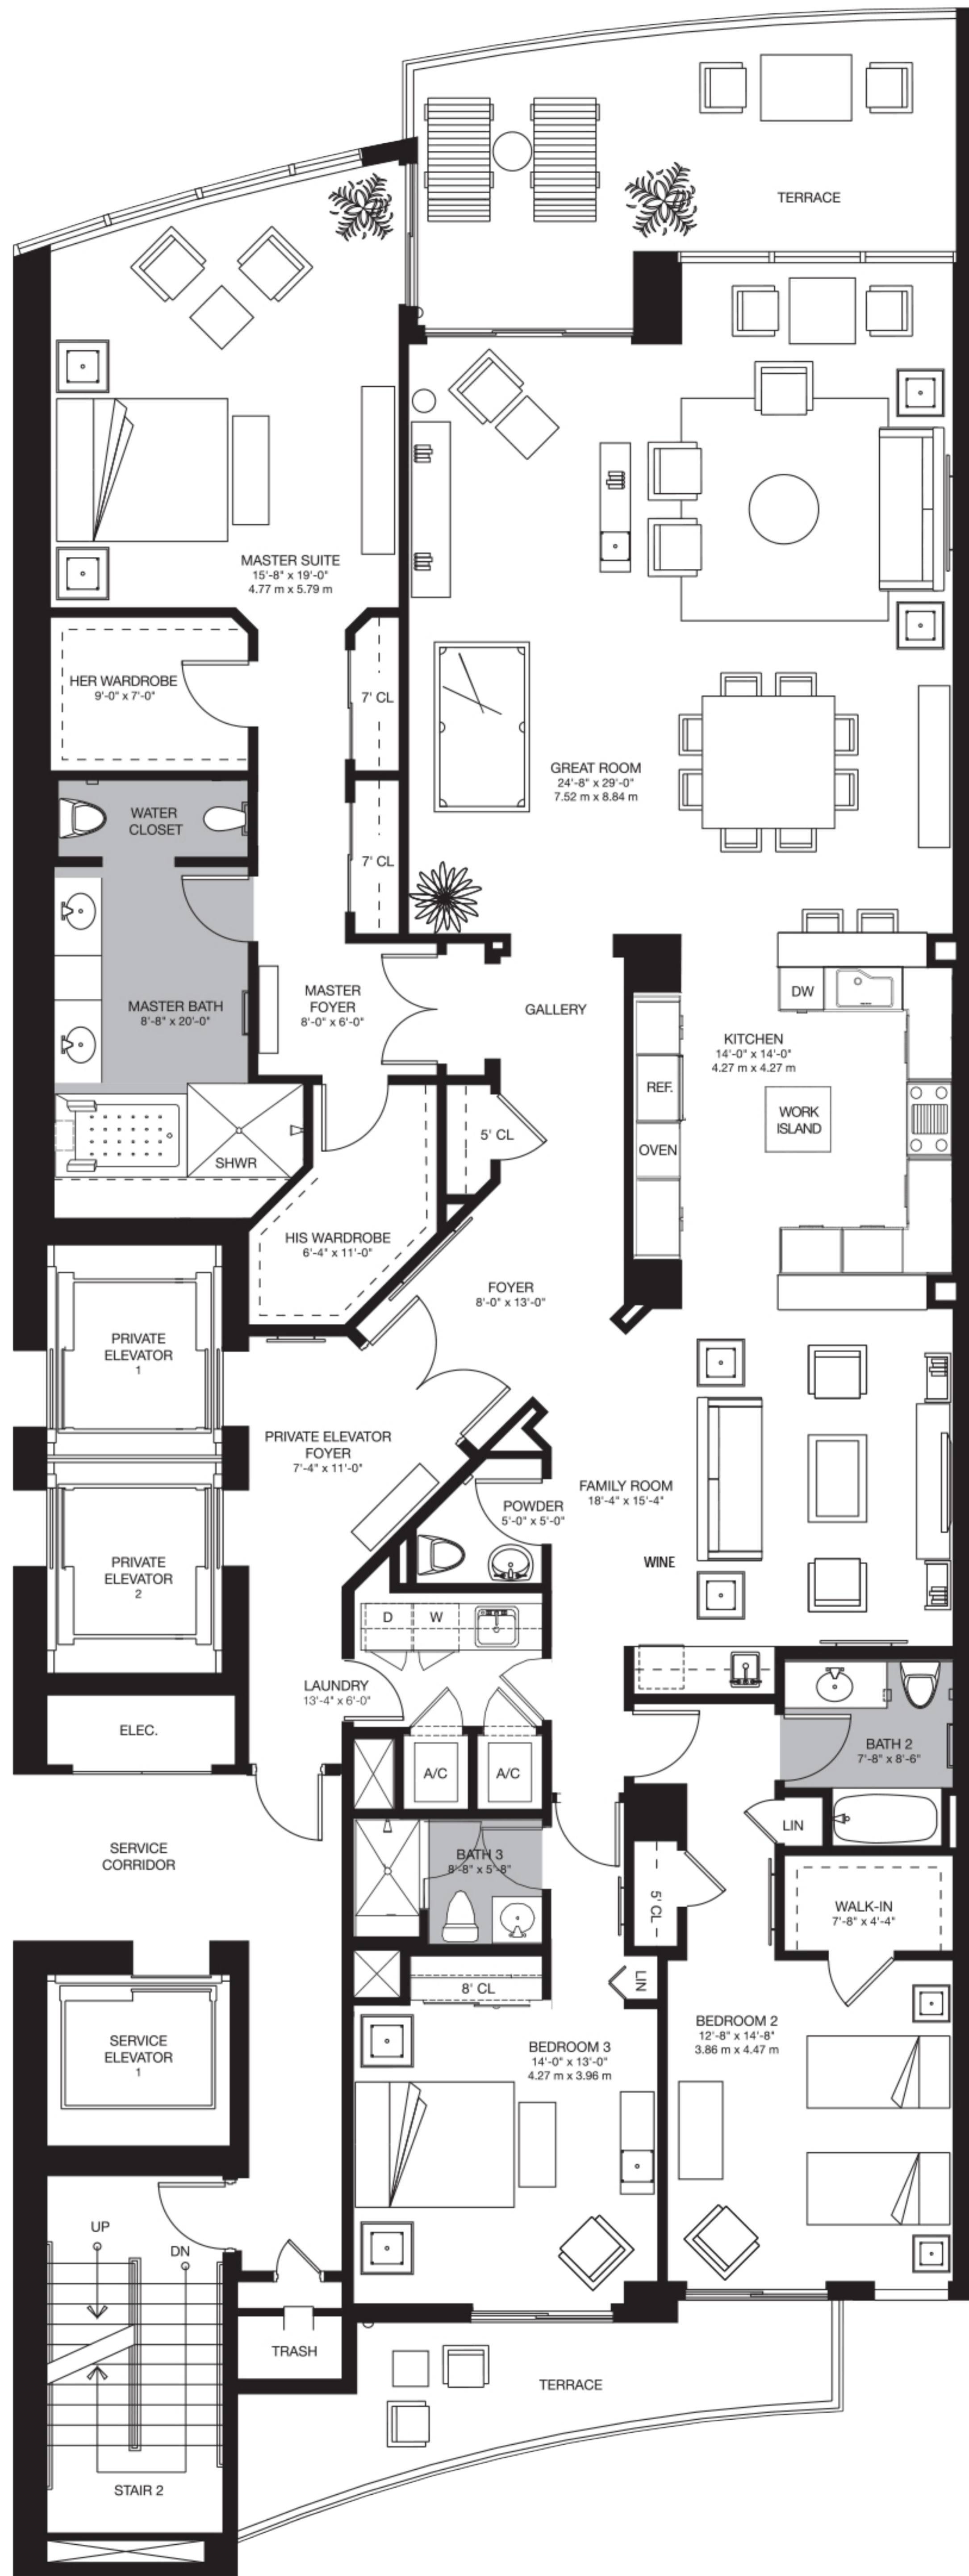 TERRACE
MASTER SUITE
15'-8" x 19'-0"
4.77 m x 5.79 m
HER WARDROBE
9'-0" x 7'-0"
7' CL
GREAT ROOM
24'-8" x 29'-0"
7.52 m x 8.84 m
WATER
CLOSET
7' CL
MASTER BATH
8'-8" x 20'-0"
MASTER
FOYER
8'-0" x 6'-0"
GALLERY
DW
KITCHEN
14'-0" x 14'-0"
4.27 m x 4.27 m
REF.
WORK
ISLAND
5' CL
OVEN
SHWR
HIS WARDROBE
6'-4" x 11'-0"
FOYER
8'-0" x 13'-0"
PRIVATE
ELEVATOR
1
PRIVATE ELEVATOR
FOYER
7'-4" x 11'-0"
POWDER
5'-0" x 5'-0"
FAMILY ROOM
18'-4" x 15'-4"
WINE
PRIVATE
ELEVATOR
2
D
W
LAUNDRY
13'-4" x 6'-0"
ELEC.
A/C
A/C
BATH 2
7'-8" x 8'-6"
LIN
SERVICE
CORRIDOR
BATH 3
8'-8" x 5'-8"
5' CL
WALK-IN
7'-8" x 4'-4"
8' CL
LIN
SERVICE
ELEVATOR
1
BEDROOM 3
14'-0" x 13'-0"
4.27 m x 3.96 m
BEDROOM 2
12'-8" x 14'-8"
3.86 m x 4.47 m
UP
DN
TRASH
TERRACE
STAIR 2